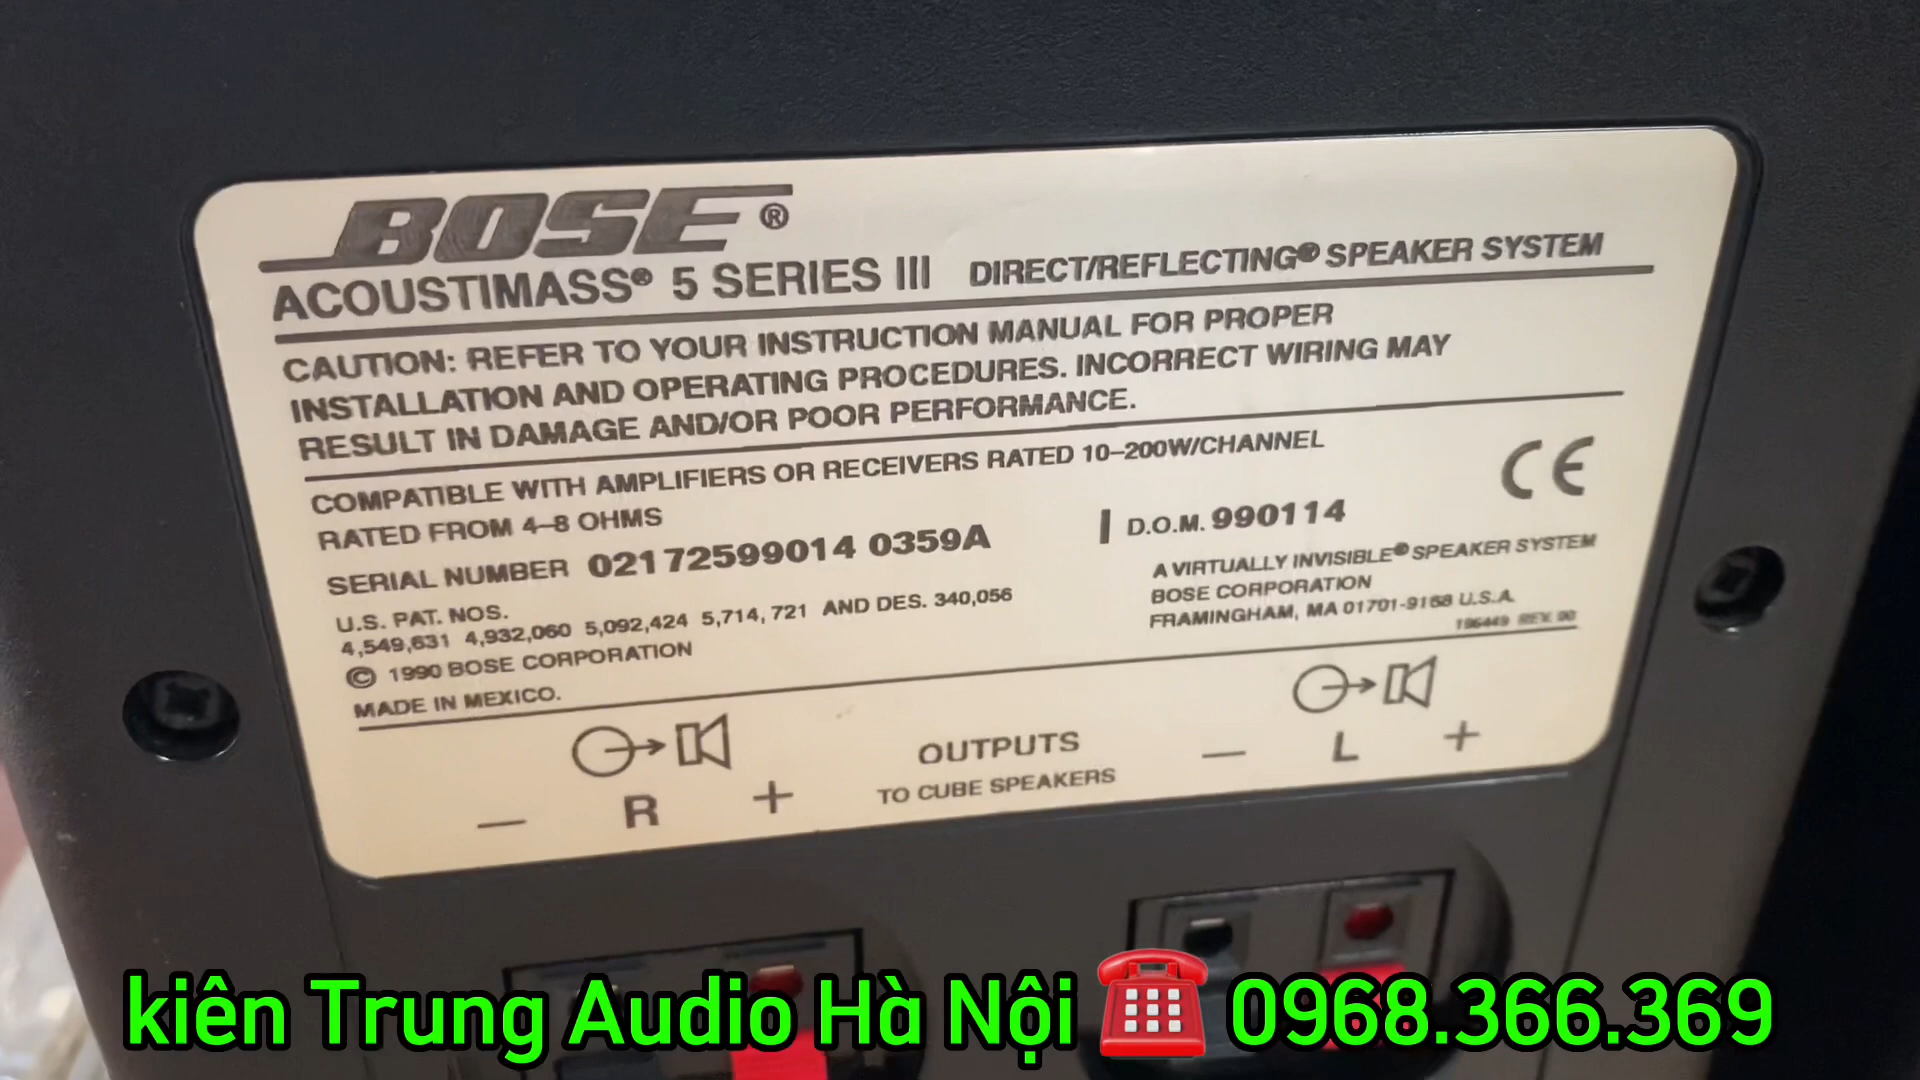 BOSE®
ACOUSTIMASS® 5 SERIES III DIRECT/REFLECTING® SPEAKER SYSTEM
CAUTION: REFER TO YOUR INSTRUCTION MANUAL FOR PROPER
INSTALLATION AND OPERATING PROCEDURES. INCORRECT WIRING MAY
RESULT IN DAMAGE AND/OR POOR PERFORMANCE.
COMPATIBLE WITH AMPLIFIERS OR RECEIVERS RATED 10–200W/CHANNEL
RATED FROM 4–8 OHMS
CE
SERIAL NUMBER 02172599014 0359A
D.O.M. 990114
U.S. PAT. NOS.
4,549,631 4,932,060 5,092,424 5,714,721 AND DES. 340,056
© 1990 BOSE CORPORATION
MADE IN MEXICO.
A VIRTUALLY INVISIBLE® SPEAKER SYSTEM
BOSE CORPORATION
FRAMINGHAM, MA 01701-9168 U.S.A.
196449 REV. 00
OUTPUTS
TO CUBE SPEAKERS
— R +
— L +
kiên Trung Audio Hà Nội ☎ 0968.366.369